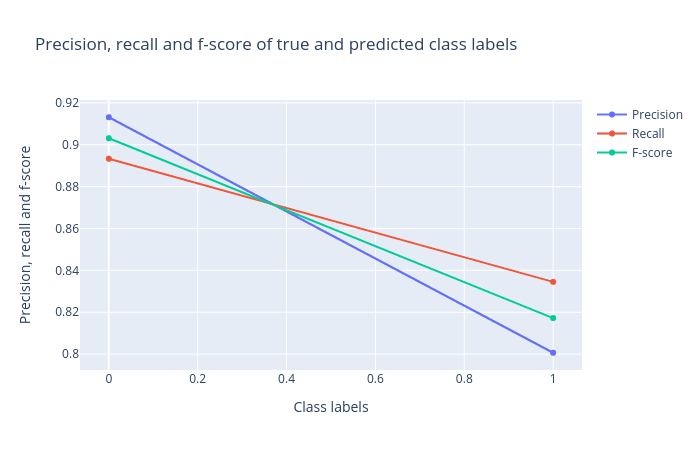 Precision, recall and f-score of true and predicted class labels
Precision, recall and f-score
0.92
0.9
0.88
0.86
0.84
0.82
0.8
0
0.2
0.4
0.6
0.8
1
Class labels
Precision
Recall
F-score